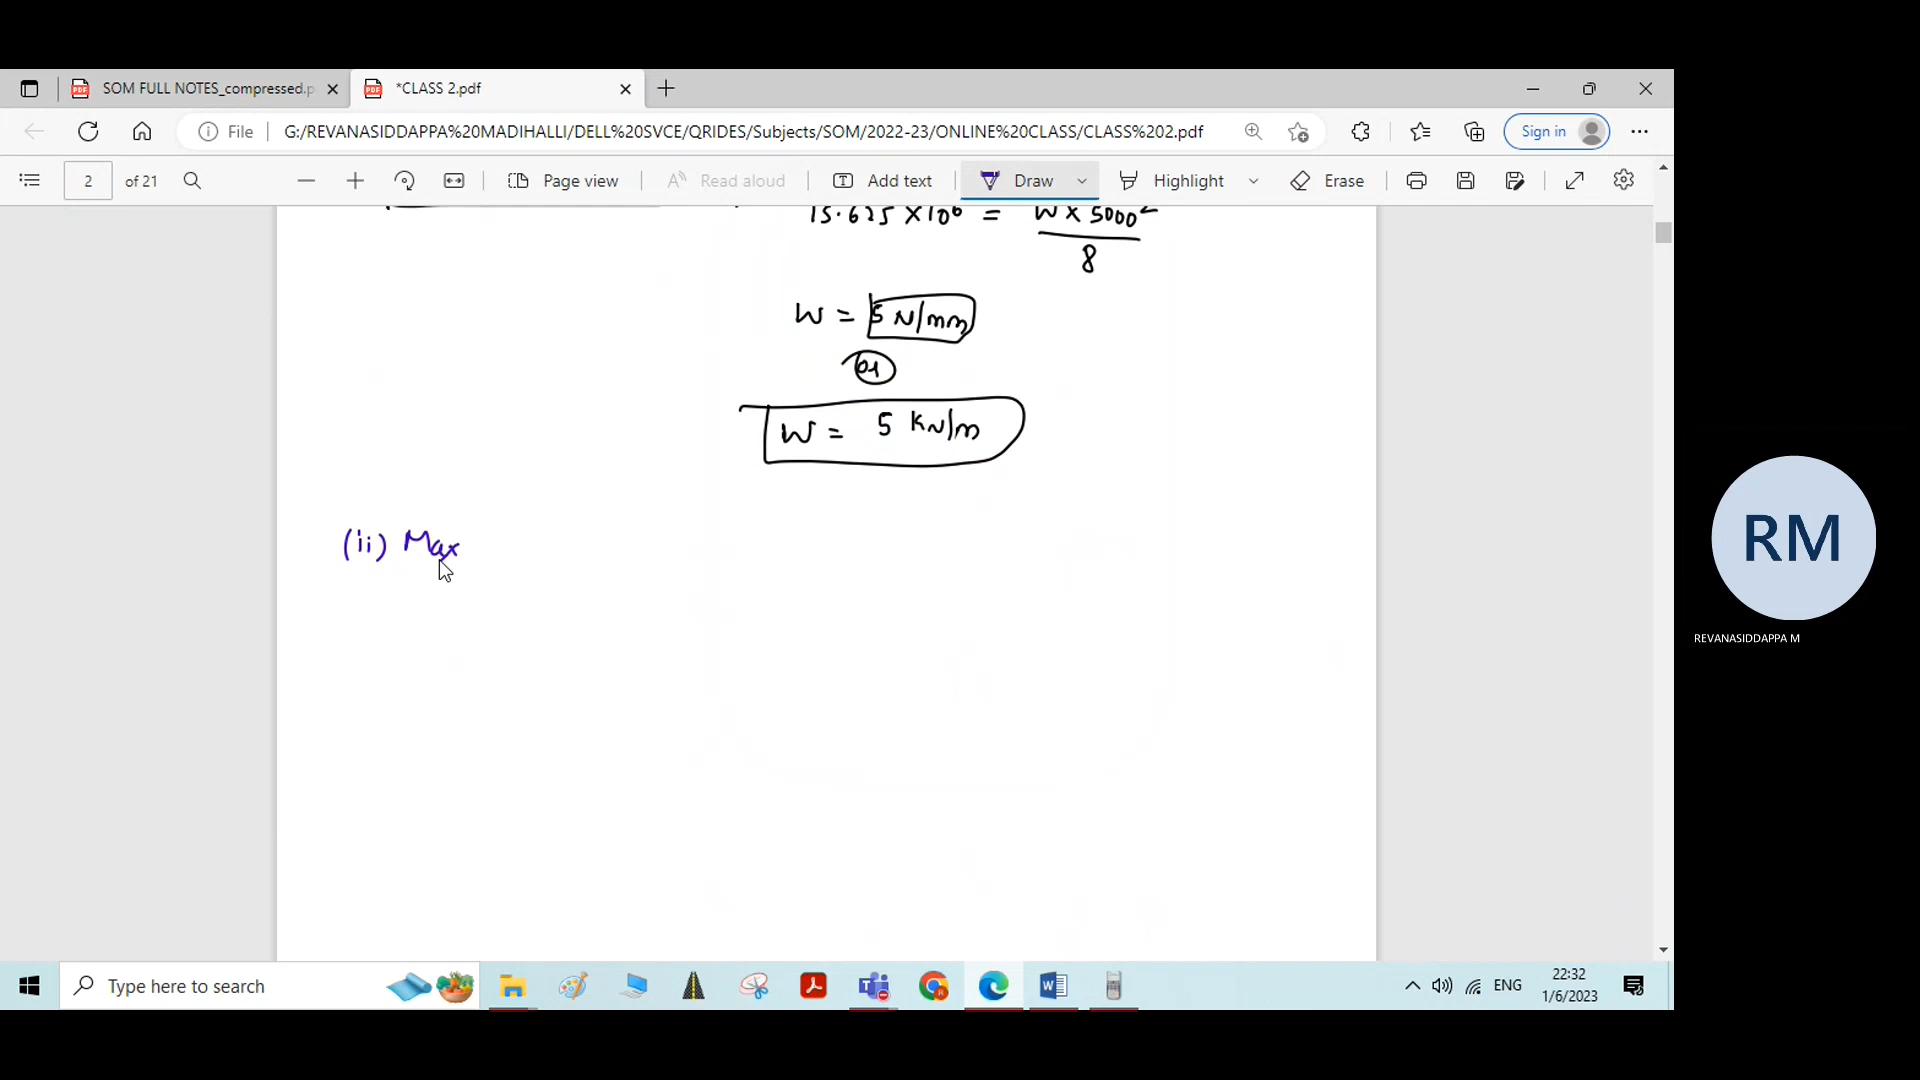 SOM FULL NOTES_compressed.p
*CLASS 2.pdf
File
G:/REVANASIDDAPPA%20MADIHALLI/DELL%20SVCE/QRIDES/Subjects/SOM/2022-23/ONLINE%20CLASS/CLASS%202.pdf
Sign in
2 of 21
Page view
Read aloud
Add text
Draw
Highlight
Erase
15.625 X10⁶ = W X 5000²
8
W = 5 N/mm
or
W = 5 KN/m
(ii) Max
RM
REVANASIDDAPPA M
Type here to search
ENG
22:32
1/6/2023